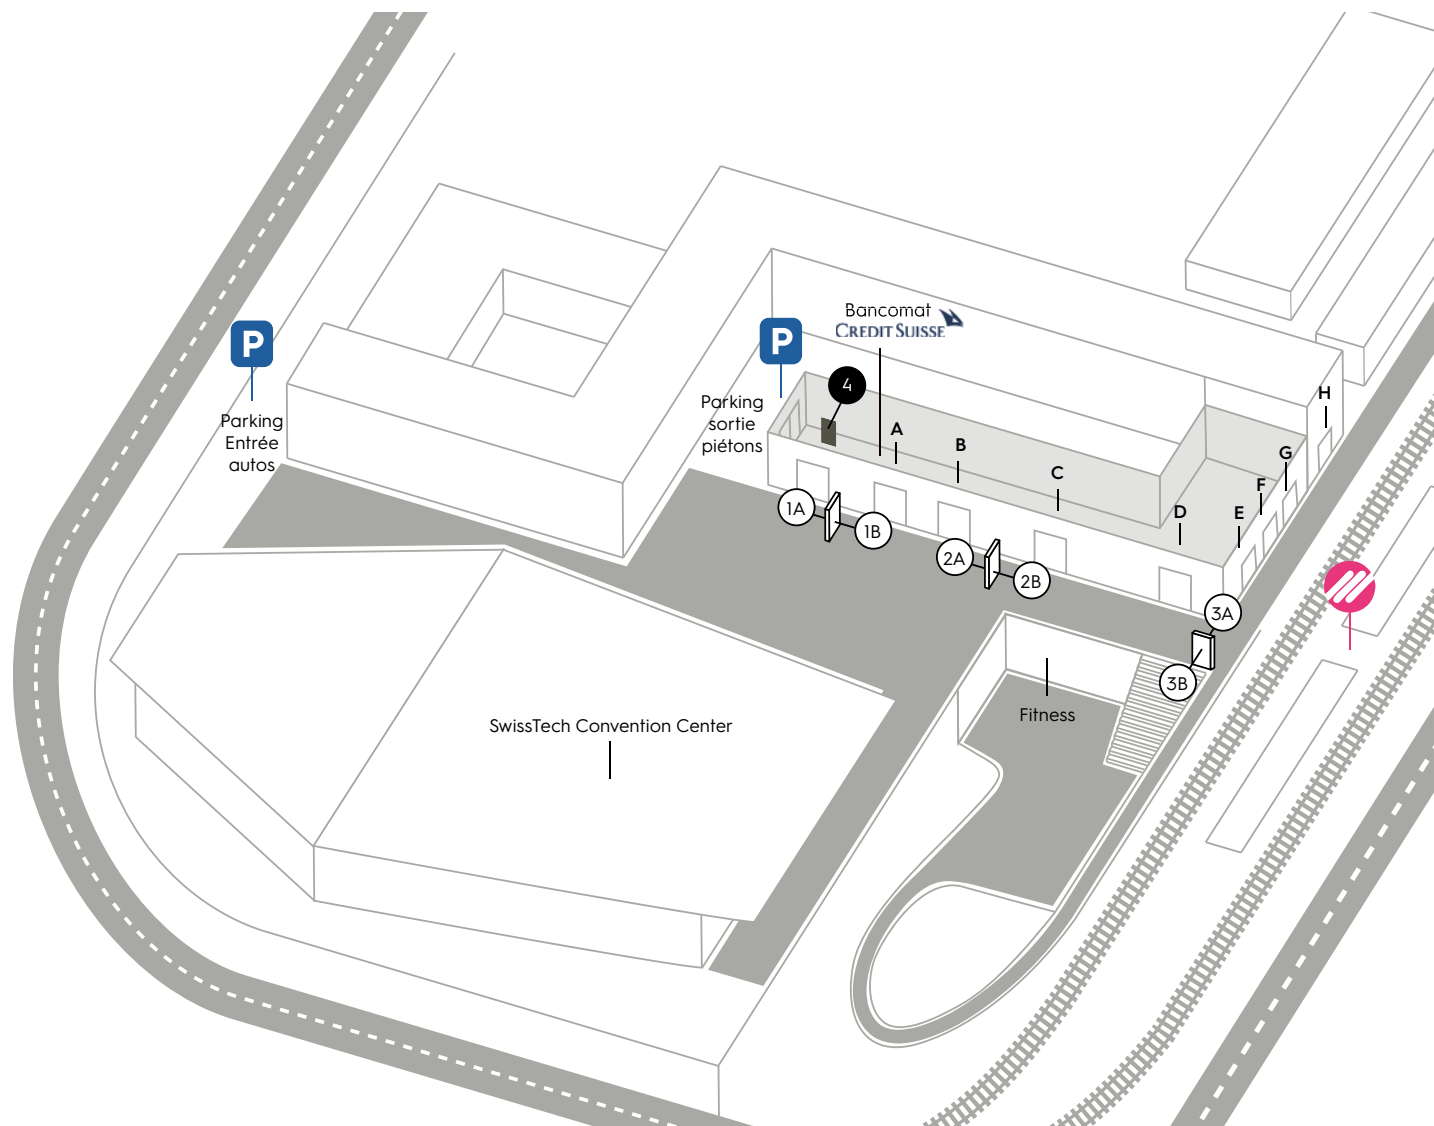 Bancomat
CREDIT SUISSE
P
P
Parking
Entrée
autos
Parking
sortie
piétons
4
A
B
C
D
E
F
G
H
1A
1B
2A
2B
3A
3B
Fitness
SwissTech Convention Center